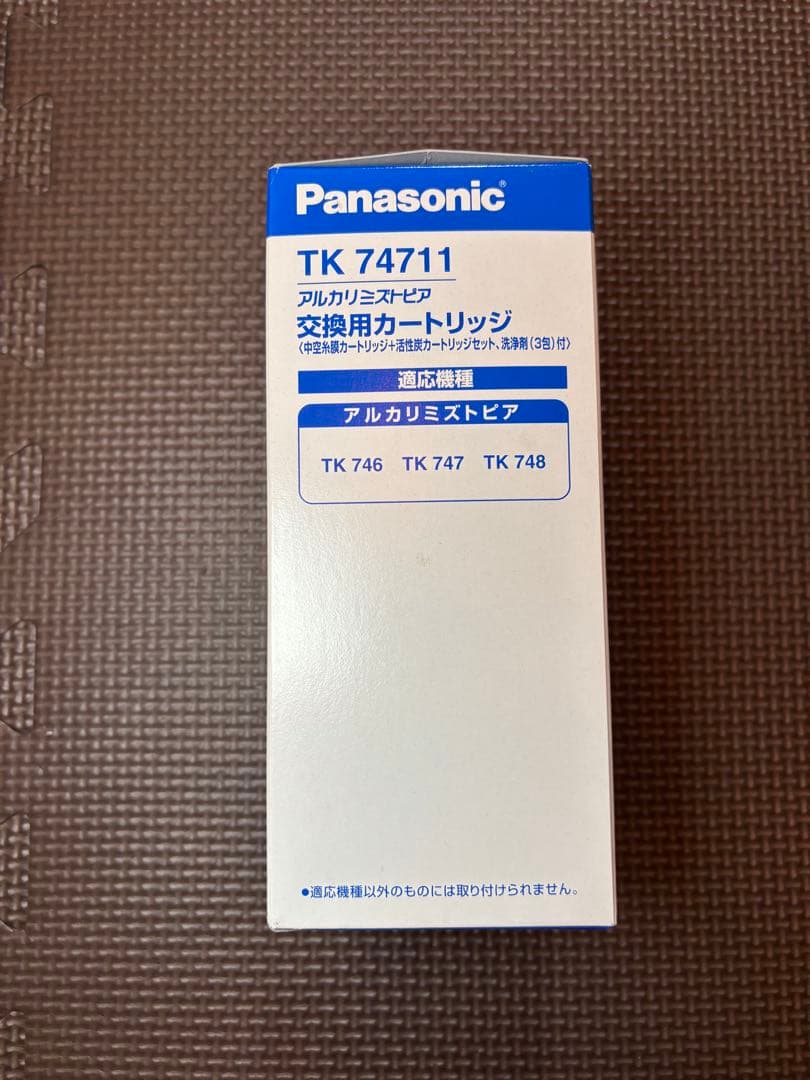 Panasonic®
TK 74711
アルカリミズトピア
交換用カートリッジ
〈中空糸膜カートリッジ+活性炭カートリッジセット、洗浄剤(3包)付〉
適応機種
アルカリミズトピア
TK 746 TK 747 TK 748
●適応機種以外のものには取り付けられません。